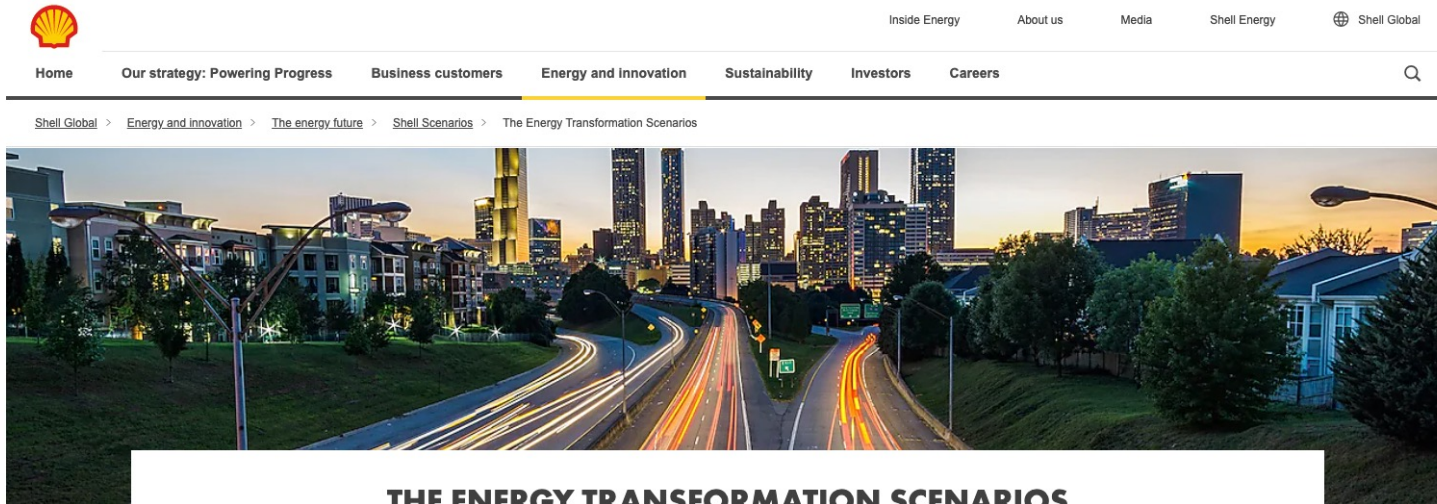 Inside Energy About us Media Shell Energy Shell Global
Home Our strategy: Powering Progress Business customers Energy and innovation Sustainability Investors Careers
Shell Global > Energy and innovation > The energy future > Shell Scenarios > The Energy Transformation Scenarios
THE ENERGY TRANSFORMATION SCENARIOS